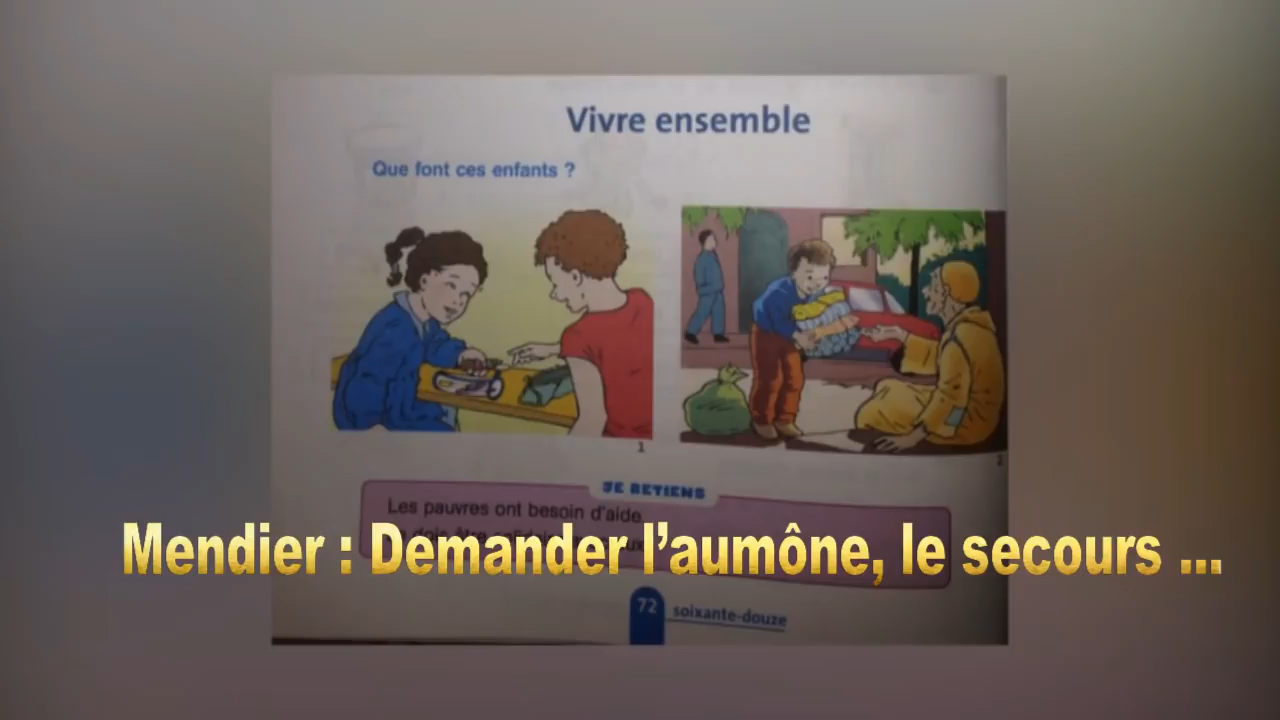 Vivre ensemble
Que font ces enfants ?
1
2
JE RETIENS
Les pauvres ont besoin d'aide.
Mendier : Demander l'aumône, le secours ...
72 soixante-douze